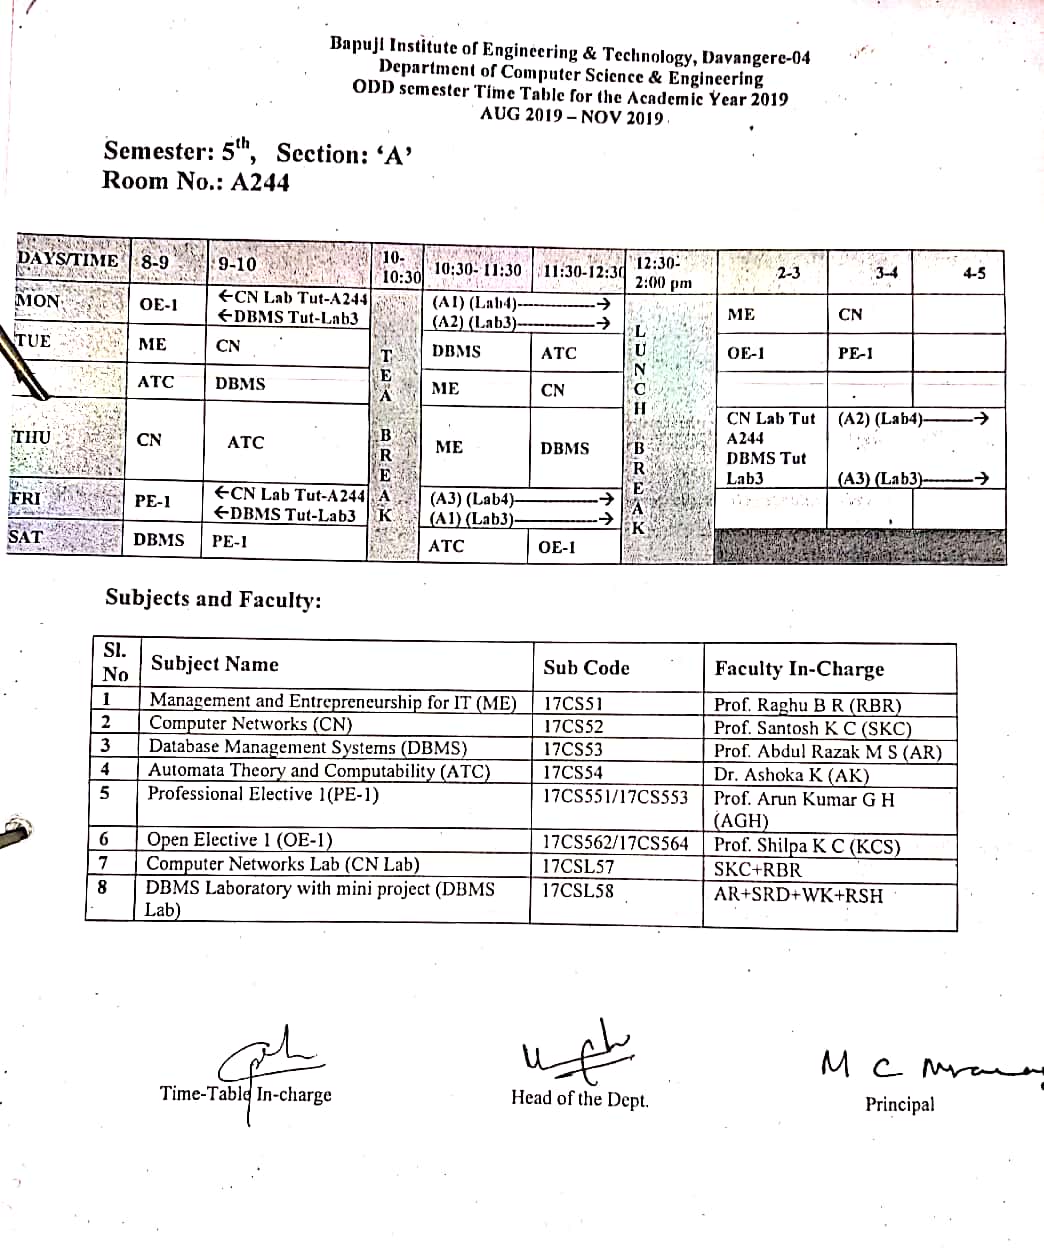 Bapuji Institute of Engineering & Technology, Davangere-04
Department of Computer Science & Engineering
ODD semester Time Table for the Academic Year 2019
AUG 2019 – NOV 2019
Semester: 5th, Section: ‘A’
Room No.: A244
DAYS/TIME 8-9 9-10 10-10:30 10:30- 11:30 11:30-12:30 12:30-2:00 pm 2-3 3-4 4-5
MON OE-1 ←CN Lab Tut-A244 (A1) (Lab4)→ ME CN
←DBMS Tut-Lab3 (A2) (Lab3)→
TUE ME CN DBMS ATC OE-1 PE-1
ATC DBMS ME CN
THU CN ATC ME DBMS CN Lab Tut (A2) (Lab4)→
A244
DBMS Tut
Lab3 (A3) (Lab3)→
FRI PE-1 ←CN Lab Tut-A244 (A3) (Lab4)→
←DBMS Tut-Lab3 (A1) (Lab3)→
SAT DBMS PE-1 ATC OE-1
TEA BREAK
LUNCH BREAK
Subjects and Faculty:
Sl. No Subject Name Sub Code Faculty In-Charge
1 Management and Entrepreneurship for IT (ME) 17CS51 Prof. Raghu B R (RBR)
2 Computer Networks (CN) 17CS52 Prof. Santosh K C (SKC)
3 Database Management Systems (DBMS) 17CS53 Prof. Abdul Razak M S (AR)
4 Automata Theory and Computability (ATC) 17CS54 Dr. Ashoka K (AK)
5 Professional Elective 1(PE-1) 17CS551/17CS553 Prof. Arun Kumar G H
(AGH)
6 Open Elective 1 (OE-1) 17CS562/17CS564 Prof. Shilpa K C (KCS)
7 Computer Networks Lab (CN Lab) 17CSL57 SKC+RBR
8 DBMS Laboratory with mini project (DBMS 17CSL58 AR+SRD+WK+RSH
Lab)
M C
Time-Table In-charge Head of the Dept. Principal